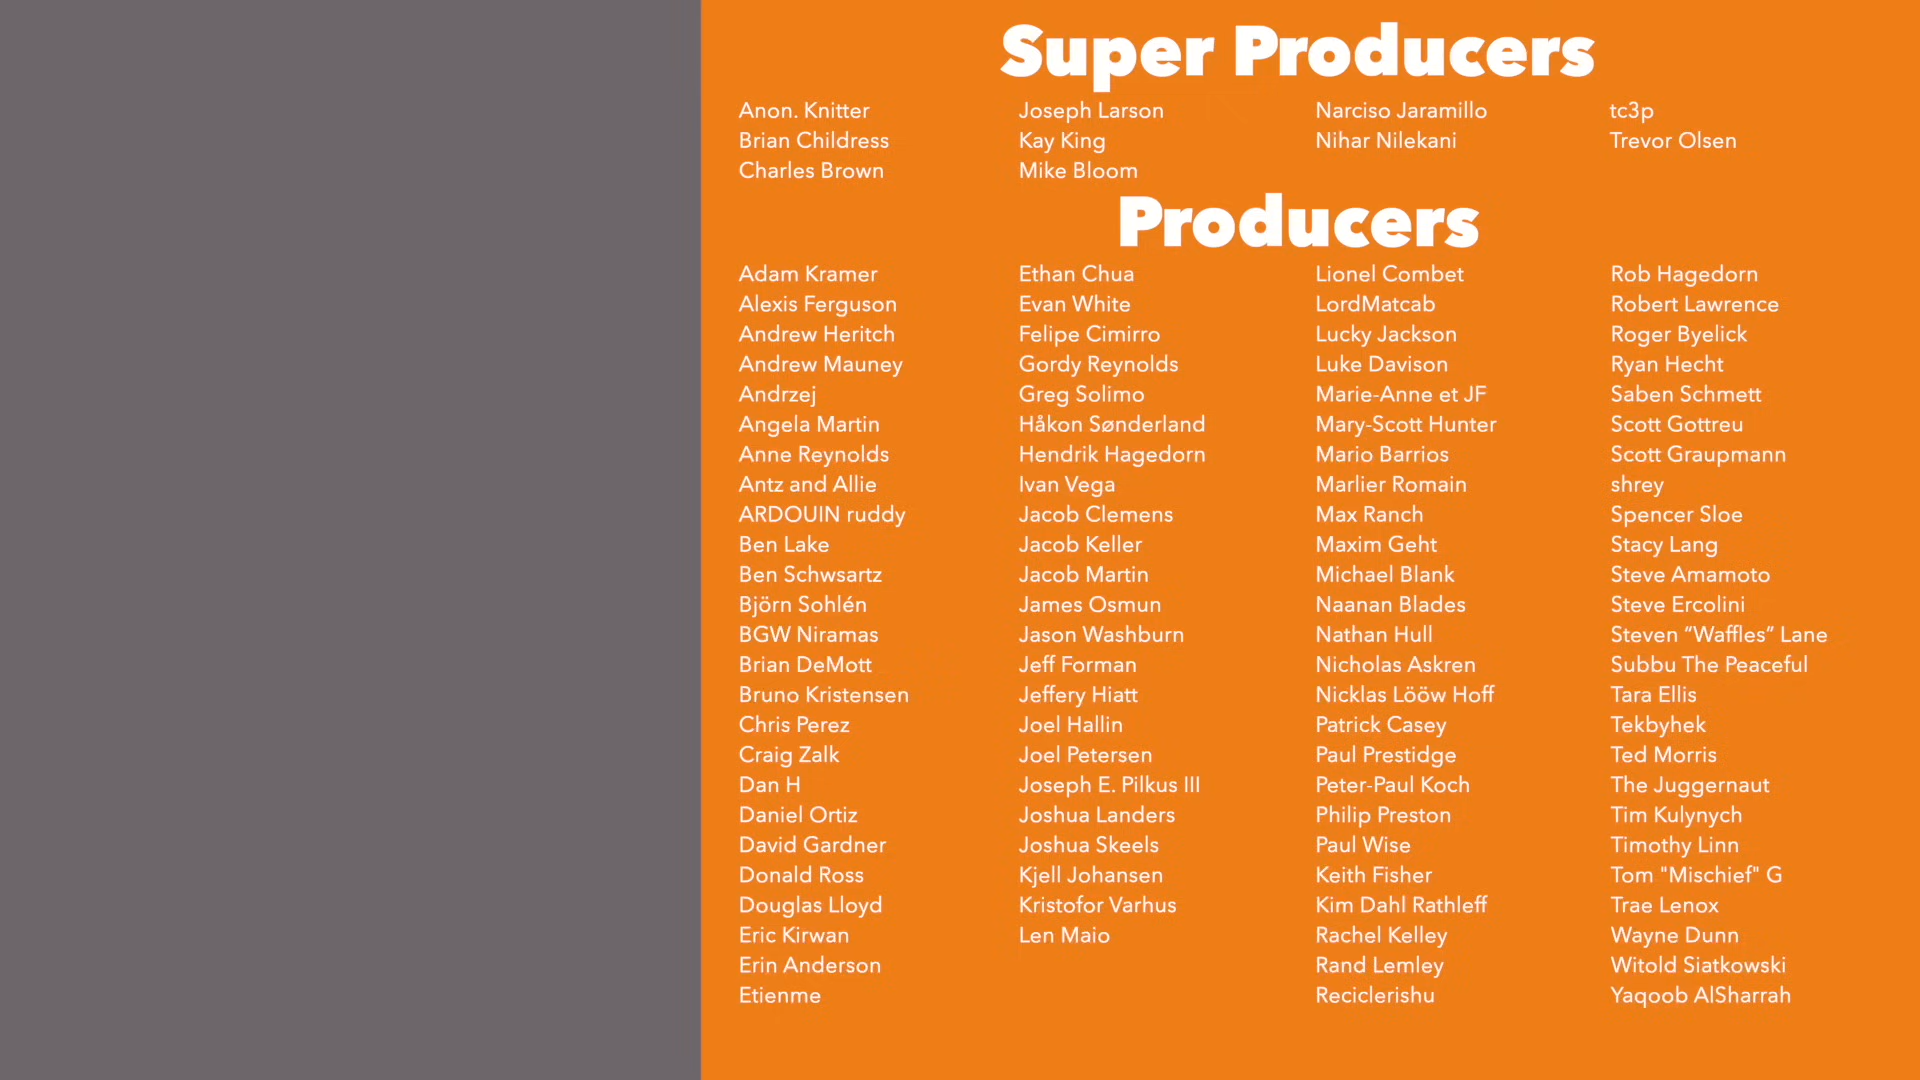 Super Producers
Anon. Knitter
Brian Childress
Charles Brown
Joseph Larson
Kay King
Mike Bloom
Narciso Jaramillo
Nihar Nilekani
tc3p
Trevor Olsen
Producers
Adam Kramer
Alexis Ferguson
Andrew Heritch
Andrew Mauney
Andrzej
Angela Martin
Anne Reynolds
Antz and Allie
ARDOUIN ruddy
Ben Lake
Ben Schwsartz
Björn Sohlén
BGW Niramas
Brian DeMott
Bruno Kristensen
Chris Perez
Craig Zalk
Dan H
Daniel Ortiz
David Gardner
Donald Ross
Douglas Lloyd
Eric Kirwan
Erin Anderson
Etienme
Ethan Chua
Evan White
Felipe Cimirro
Gordy Reynolds
Greg Solimo
Håkon Sønderland
Hendrik Hagedorn
Ivan Vega
Jacob Clemens
Jacob Keller
Jacob Martin
James Osmun
Jason Washburn
Jeff Forman
Jeffery Hiatt
Joel Hallin
Joel Petersen
Joseph E. Pilkus III
Joshua Landers
Joshua Skeels
Kjell Johansen
Kristofor Varhus
Len Maio
Lionel Combet
LordMatcab
Lucky Jackson
Luke Davison
Marie-Anne et JF
Mary-Scott Hunter
Mario Barrios
Marlier Romain
Max Ranch
Maxim Geht
Michael Blank
Naanan Blades
Nathan Hull
Nicholas Askren
Nicklas Lööw Hoff
Patrick Casey
Paul Prestidge
Peter-Paul Koch
Philip Preston
Paul Wise
Keith Fisher
Kim Dahl Rathleff
Rachel Kelley
Rand Lemley
Reciclerishu
Rob Hagedorn
Robert Lawrence
Roger Byelick
Ryan Hecht
Saben Schmett
Scott Gottreu
Scott Graupmann
shrey
Spencer Sloe
Stacy Lang
Steve Amamoto
Steve Ercolini
Steven “Waffles” Lane
Subbu The Peaceful
Tara Ellis
Tekbyhek
Ted Morris
The Juggernaut
Tim Kulynych
Timothy Linn
Tom "Mischief" G
Trae Lenox
Wayne Dunn
Witold Siatkowski
Yaqoob AlSharrah